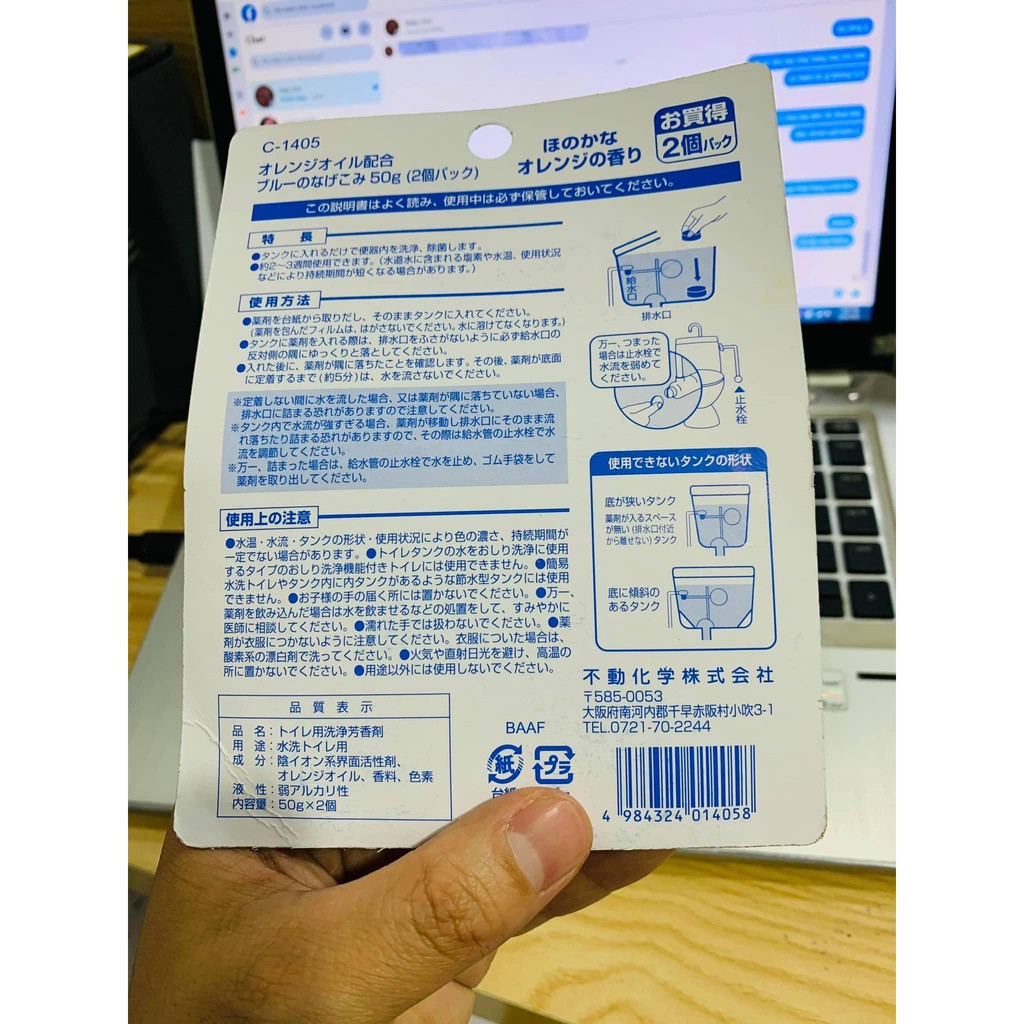 Chat
C-1405
オレンジオイル配合
ブルーのなげこみ 50g (2個パック)
ほのかな
オレンジの香り
お買得
2個パック
この説明書はよく読み、使用中は必ず保管しておいてください。
特 長
●タンクに入れるだけで便器内を洗浄、除菌します。
●約2~3週間使用できます。(水道水に含まれる塩素や水温、使用状況
などにより持続期間が短くなる場合があります。)
使用方法
●薬剤を台紙から取りだし、そのままタンクに入れてください。
(薬剤を包んだフィルムは、はがさないでください。水に溶けてなくなります。)
●タンクに薬剤を入れる際は、排水口をふさがないように必ず給水口の
反対側の隅にゆっくりと落としてください。
●入れた後に、薬剤が隅に落ちたことを確認します。その後、薬剤が底面
に定着するまで(約5分)は、水を流さないでください。
※定着しない間に水を流した場合、又は薬剤が隅に落ちていない場合、
排水口に詰まる恐れがありますので注意してください。
※タンク内で水流が強すぎる場合、薬剤が移動し排水口にそのまま流
れ落ちたり詰まる恐れがありますので、その際は給水管の止水栓で水
流を調節してください。
※万一、詰まった場合は、給水管の止水栓で水を止め、ゴム手袋をして
薬剤を取り出してください。
給水口
排水口
万一、つまった
場合は止水栓で
水流を弱めて
ください。
▲止水栓
使用できないタンクの形状
底が狭いタンク
薬剤が入るスペース
が無い(排水口付近
から離せない)タンク
底に傾斜の
あるタンク
使用上の注意
●水温・水流・タンクの形状・使用状況により色の濃さ、持続期間が
一定でない場合があります。●トイレタンクの水をおしり洗浄に使用
するタイプのおしり洗浄機能付きトイレには使用できません。●簡易
水洗トイレやタンク内に内タンクがあるような節水型タンクには使用
できません。●お子様の手の届く所には置かないでください。●万一、
薬剤を飲み込んだ場合は水を飲ませるなどの処置をして、すみやかに
医師に相談してください。●濡れた手では扱わないでください。●薬
剤が衣服につかないように注意してください。衣服についた場合は、
酸素系の漂白剤で洗ってください。●火気や直射日光を避け、高温の
所に置かないでください。●用途以外には使用しないでください。
不動化学株式会社
〒585-0053
大阪府南河内郡千早赤阪村小吹3-1
TEL.0721-70-2244
品 質 表 示
品 名:トイレ用洗浄芳香剤
用 途:水洗トイレ用
成 分:陰イオン系界面活性剤、
オレンジオイル、香料、色素
液 性:弱アルカリ性
内容量:50g×2個
BAAF
紙
プラ
台紙
4 984324 014058